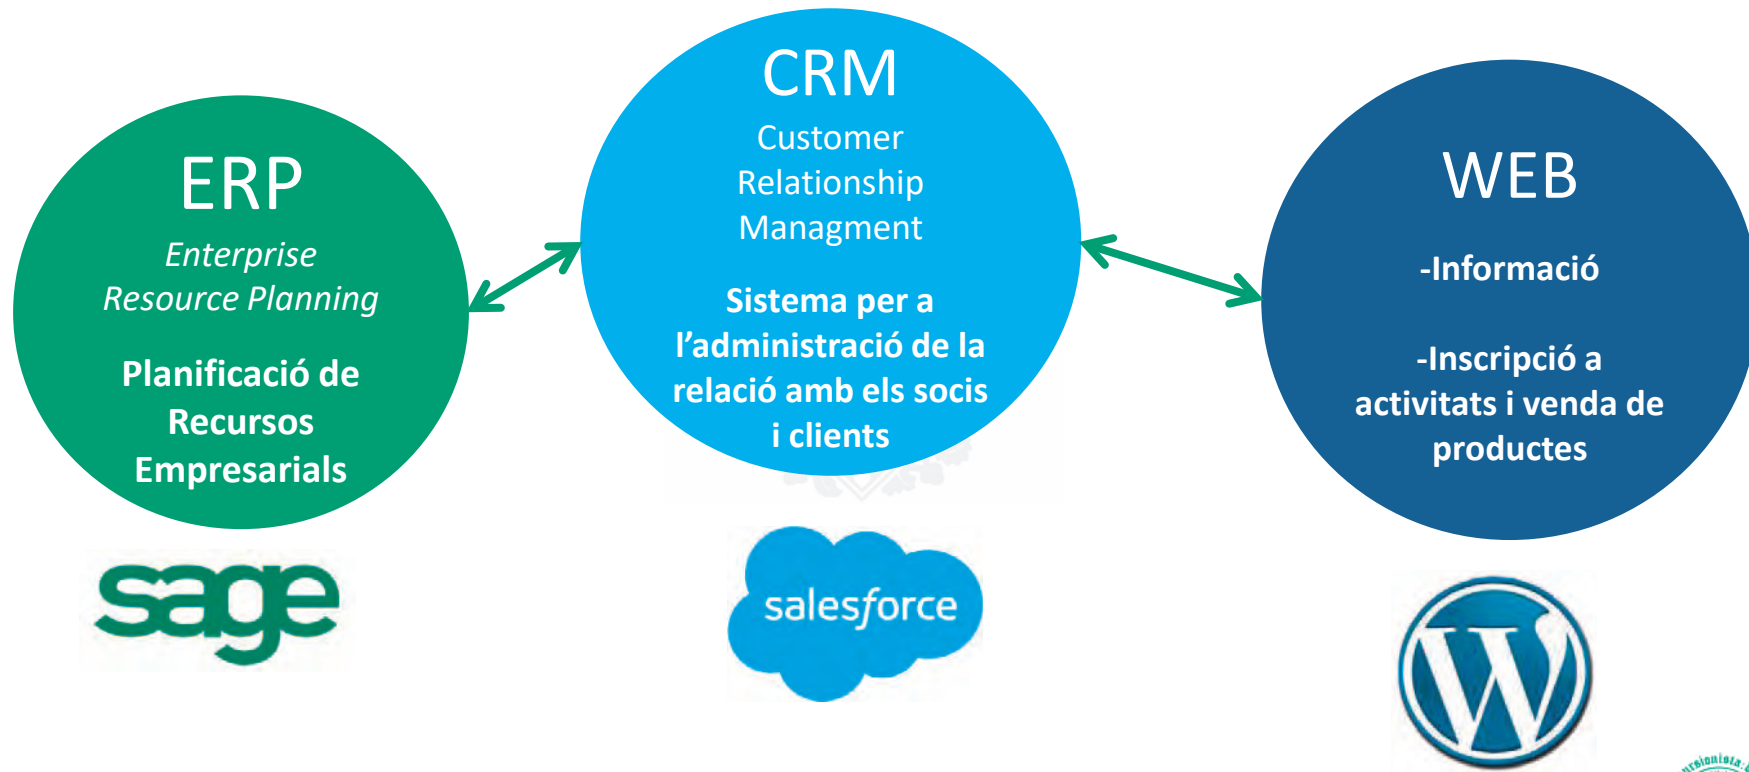 ERP
Enterprise
Resource Planning
Planificació de
Recursos
Empresarials
sage
CRM
Customer
Relationship
Managment
Sistema per a
l’administració de la
relació amb els socis
i clients
salesforce
WEB
-Informació
-Inscripció a
activitats i venda de
productes
W